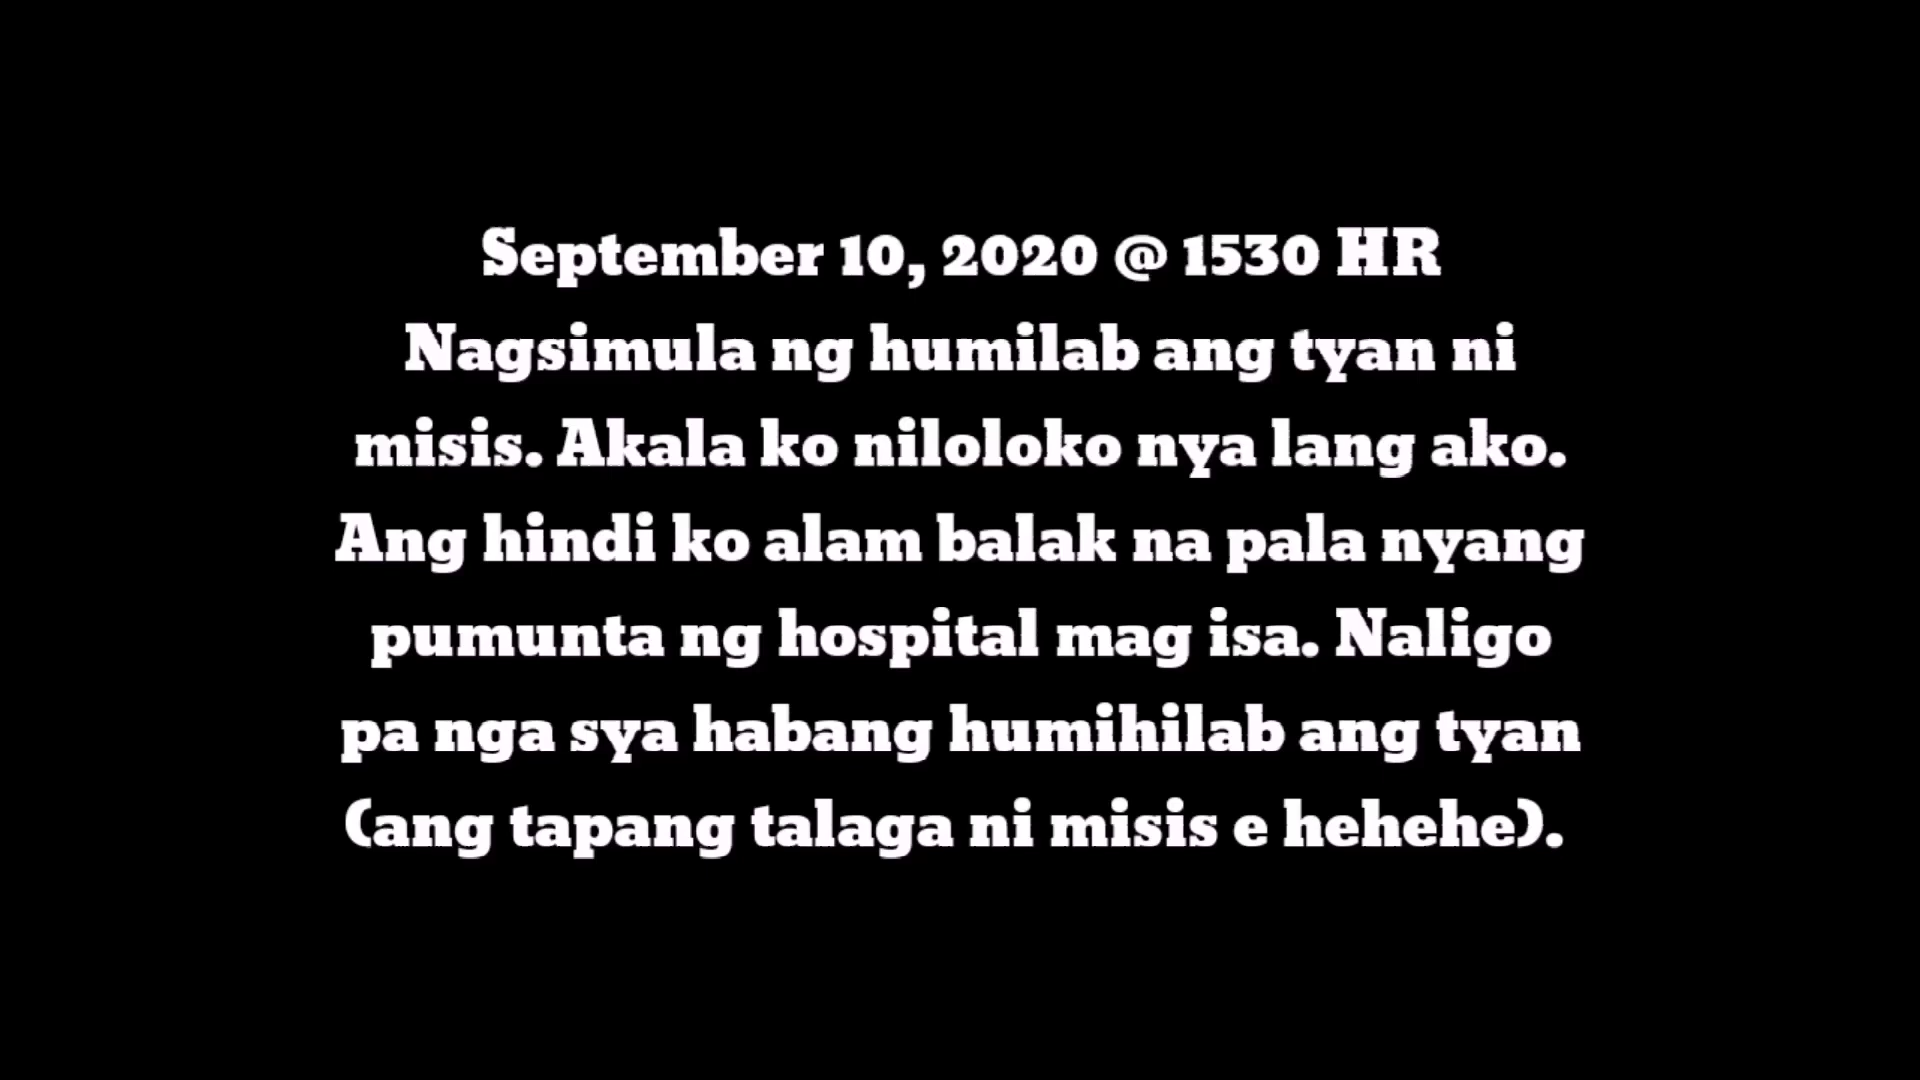 September 10, 2020 @ 1530 HR
Nagsimula ng humilab ang tyan ni
misis. Akala ko niloloko nya lang ako.
Ang hindi ko alam balak na pala nyang
pumunta ng hospital mag isa. Naligo
pa nga sya habang humihilab ang tyan
(ang tapang talaga ni misis e hehehe).